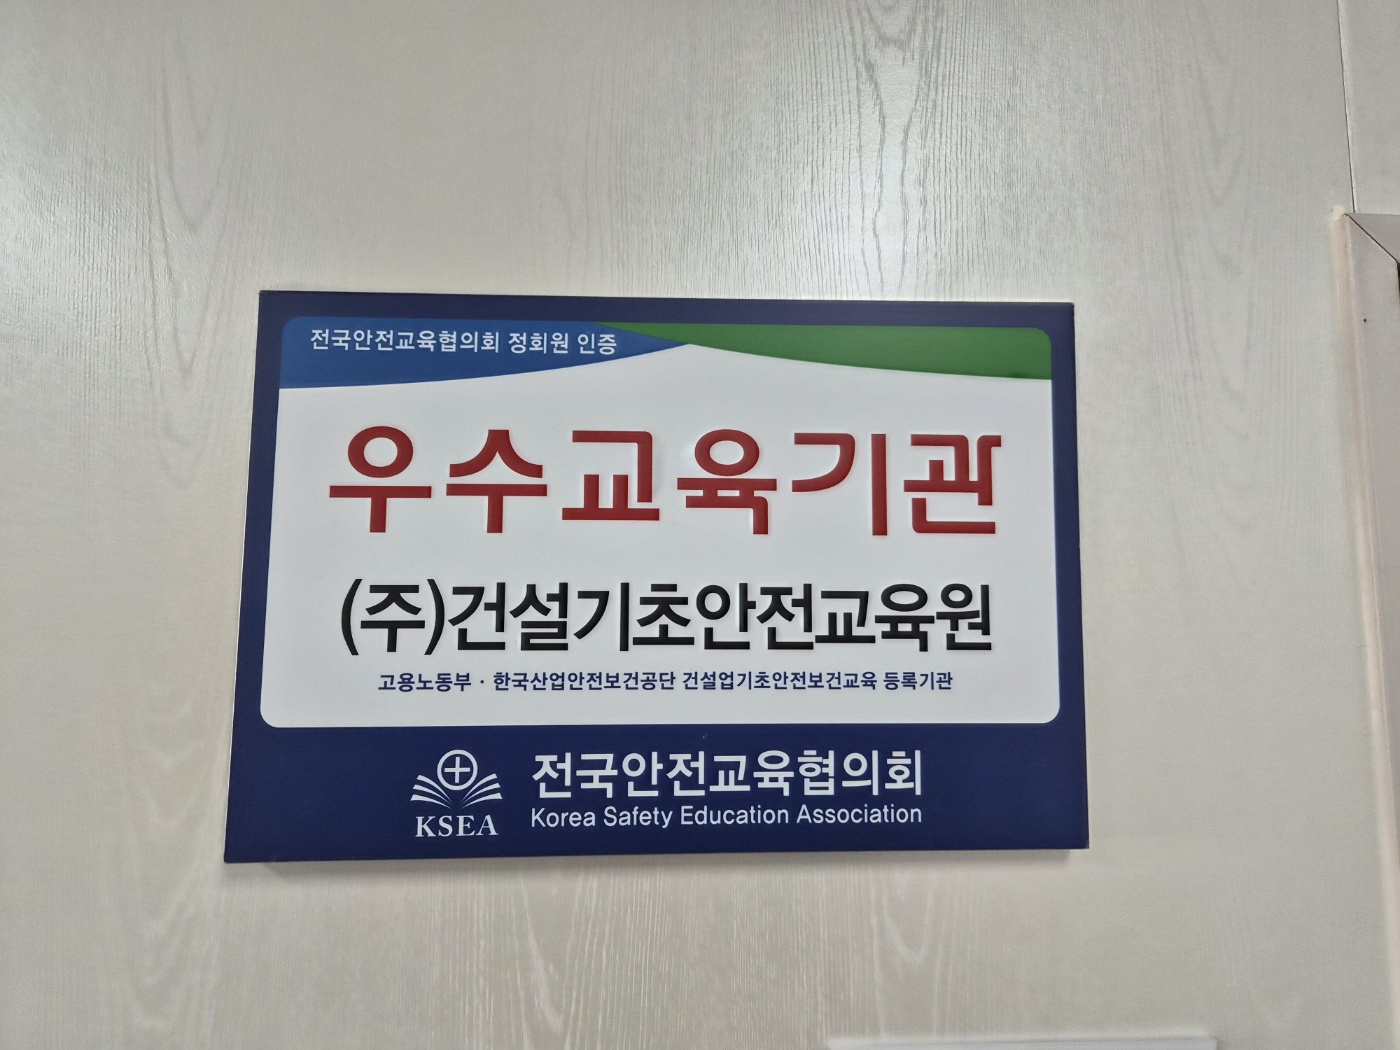 전국안전교육협의회 정회원 인증
우수교육기관
(주)건설기초안전교육원
고용노동부 · 한국산업안전보건공단 건설업기초안전보건교육 등록기관
전국안전교육협의회
KSEA
Korea Safety Education Association